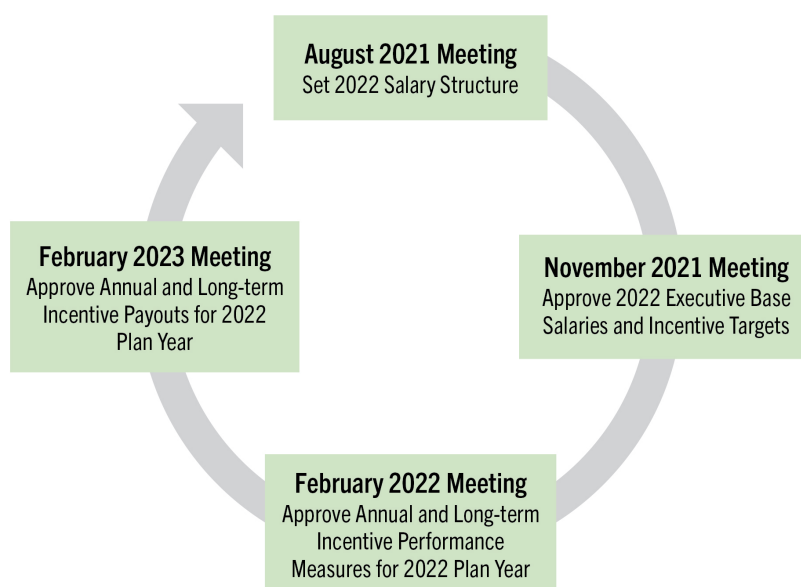 August 2021 Meeting
Set 2022 Salary Structure
November 2021 Meeting
Approve 2022 Executive Base
Salaries and Incentive Targets
February 2022 Meeting
Approve Annual and Long-term
Incentive Performance
Measures for 2022 Plan Year
February 2023 Meeting
Approve Annual and Long-term
Incentive Payouts for 2022
Plan Year